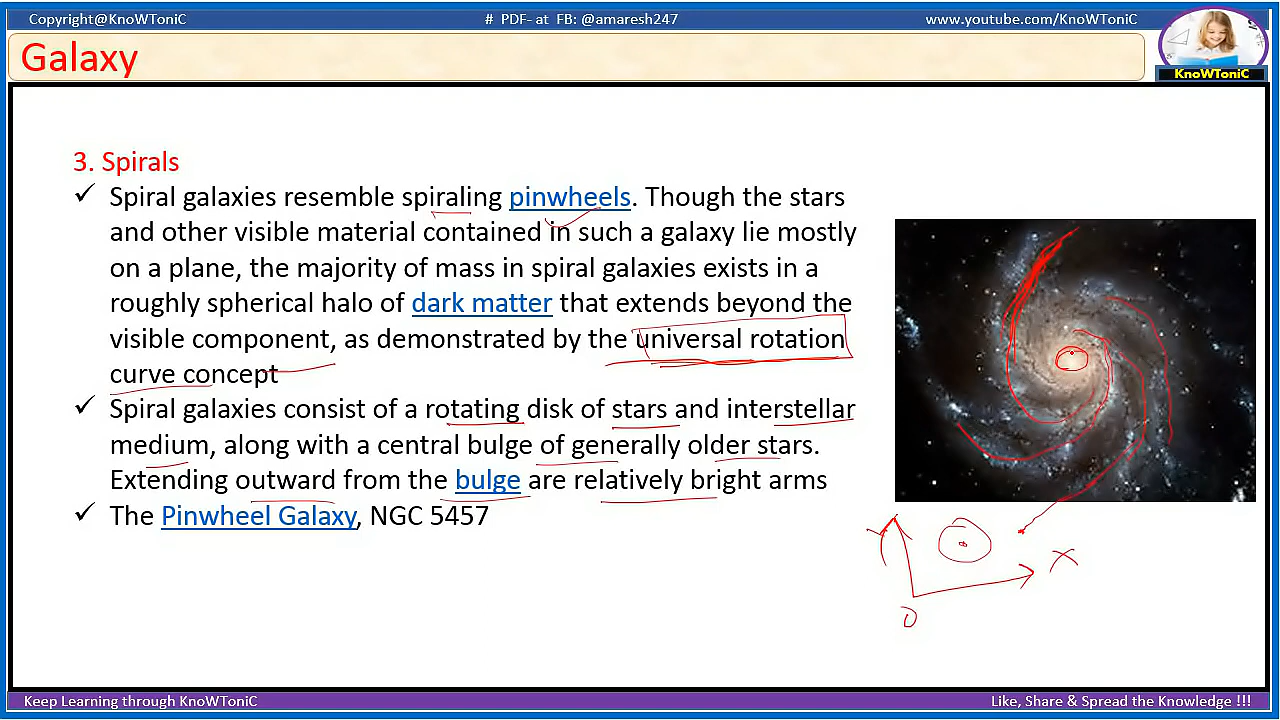 Copyright@KnoWToniC
# PDF- at FB: @amaresh247
www.youtube.com/KnoWToniC
Galaxy
KnoWToniC
3. Spirals
✓ Spiral galaxies resemble spiraling pinwheels. Though the stars
and other visible material contained in such a galaxy lie mostly
on a plane, the majority of mass in spiral galaxies exists in a
roughly spherical halo of dark matter that extends beyond the
visible component, as demonstrated by the universal rotation
curve concept
✓ Spiral galaxies consist of a rotating disk of stars and interstellar
medium, along with a central bulge of generally older stars.
Extending outward from the bulge are relatively bright arms
✓ The Pinwheel Galaxy, NGC 5457
X
0
Keep Learning through KnoWToniC
Like, Share & Spread the Knowledge !!!